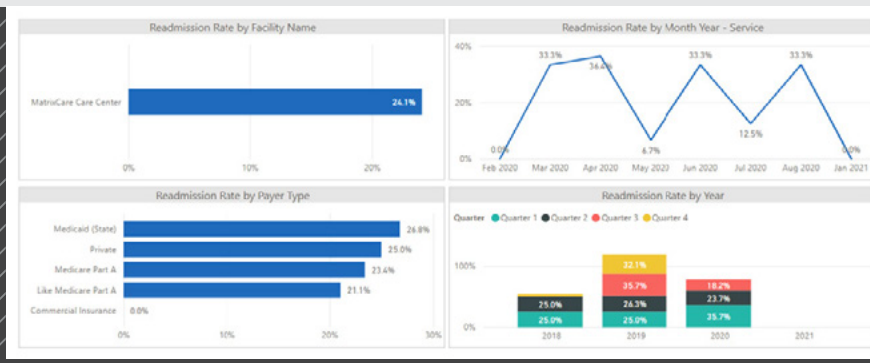 Readmission Rate by Facility Name
MatrixCare Care Center
24.1%
0% 10% 20%
Readmission Rate by Month Year - Service
40%
20%
0%
0.0% 33.3% 36.4% 6.7% 33.3% 12.5% 33.3% 0.0%
Feb 2020 Mar 2020 Apr 2020 May 2020 Jun 2020 Jul 2020 Aug 2020 Jan 2021
Readmission Rate by Payer Type
Medicaid (State) 26.8%
Private 25.0%
Medicare Part A 23.4%
Like Medicare Part A 21.1%
Commercial Insurance 0.0%
0% 10% 20% 30%
Readmission Rate by Year
Quarter Quarter 1 Quarter 2 Quarter 3 Quarter 4
100%
0%
25.0%
25.0%
32.1%
35.7%
26.3%
25.0%
18.2%
23.7%
35.7%
2018 2019 2020 2021